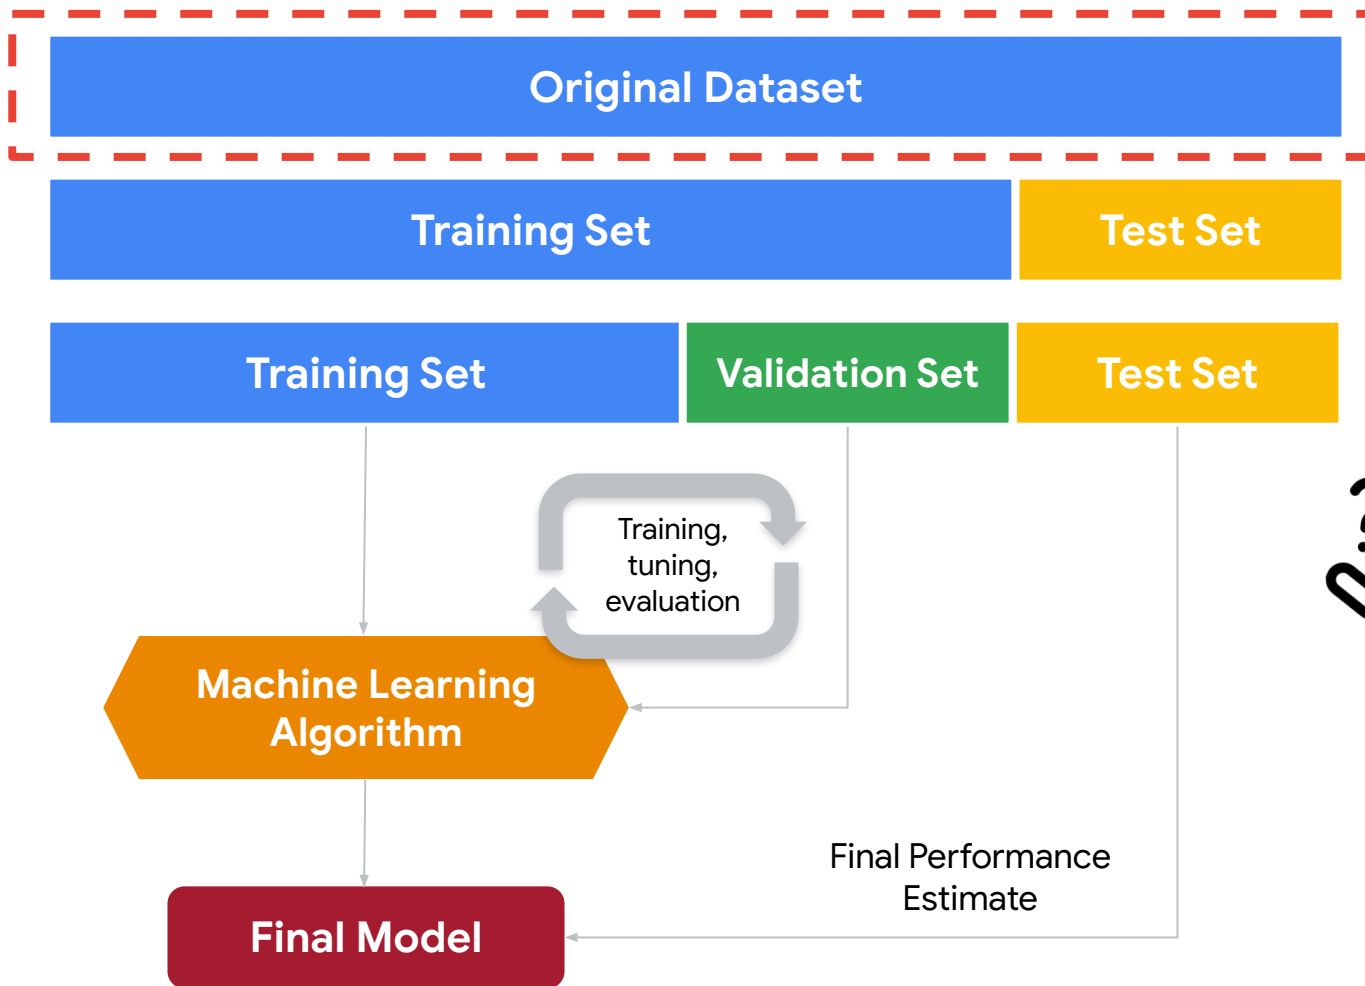 Original Dataset
Training Set
Test Set
Training Set
Validation Set
Test Set
Training,
tuning,
evaluation
Machine Learning
Algorithm
Final Performance
Estimate
Final Model